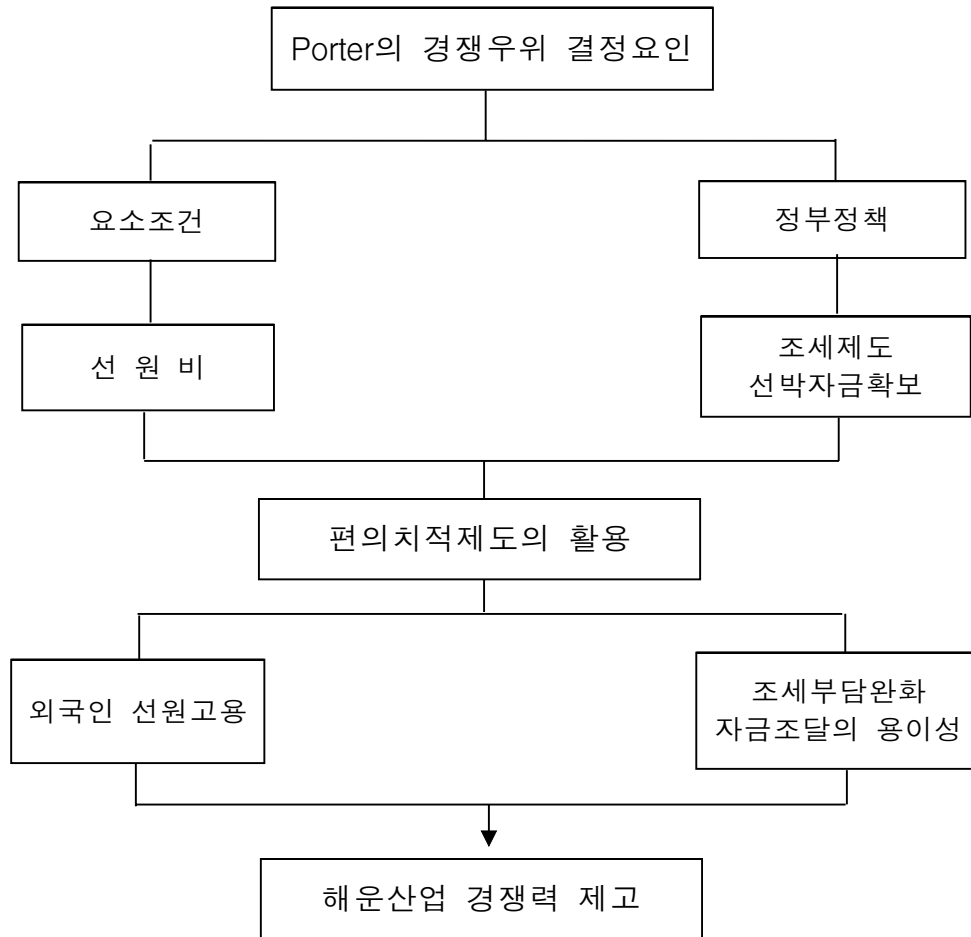 Porter의 경쟁우위 결정요인
요소조건
정부정책
선 원 비
조세제도
선박자금확보
편의치적제도의 활용
외국인 선원고용
조세부담완화
자금조달의 용이성
해운산업 경쟁력 제고